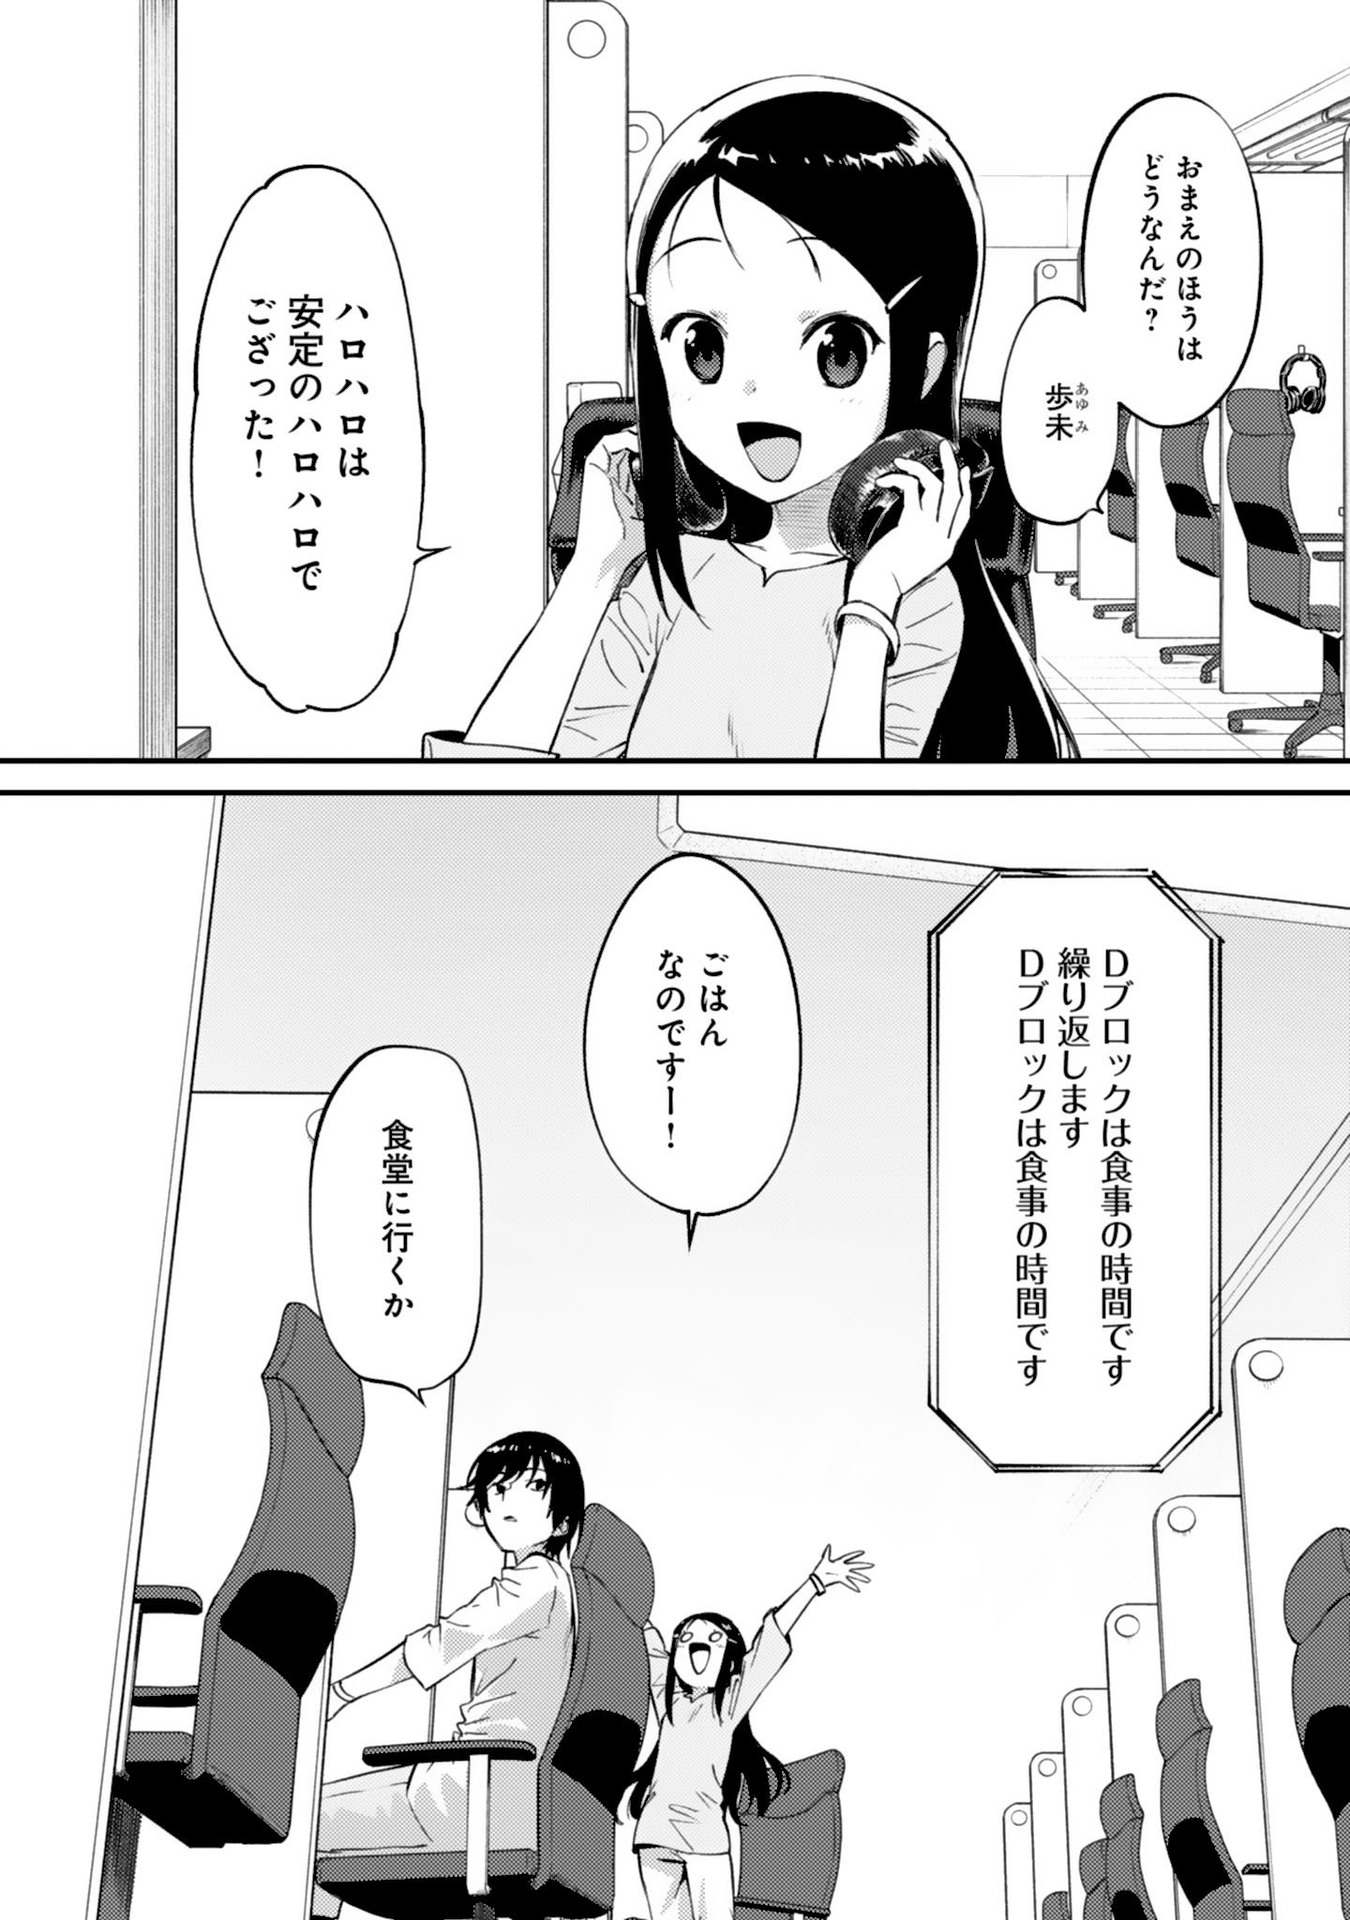 おまえのほうは
どうなんだ?
歩未
あゆみ
ハロハロは
安定のハロハロで
ござった!
Dブロックは食事の時間です
繰り返します
Dブロックは食事の時間です
ごはん
なのですー!
食堂に行くか